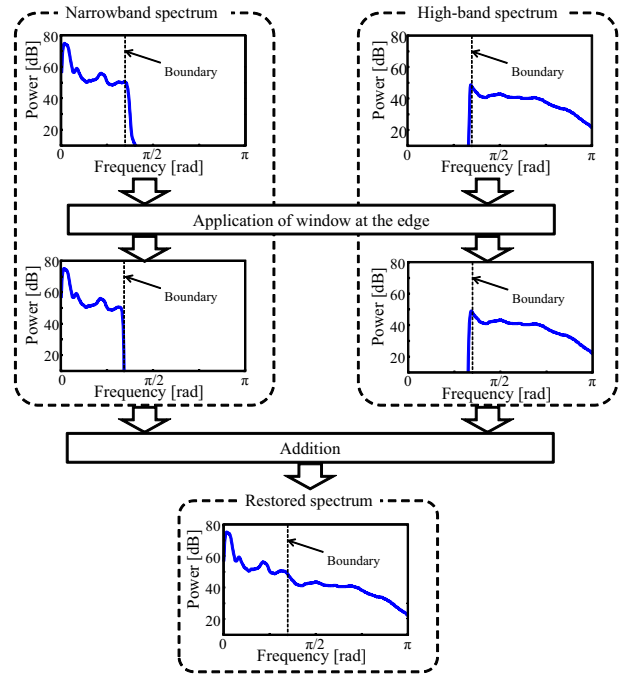 Narrowband spectrum
80
60
40
20
0
π/2
π
Power [dB]
Frequency [rad]
Boundary
High-band spectrum
80
60
40
20
0
π/2
π
Power [dB]
Frequency [rad]
Boundary
Application of window at the edge
80
60
40
20
0
π/2
π
Power [dB]
Frequency [rad]
Boundary
80
60
40
20
0
π/2
π
Power [dB]
Frequency [rad]
Boundary
Addition
Restored spectrum
80
60
40
20
0
π/2
π
Power [dB]
Frequency [rad]
Boundary